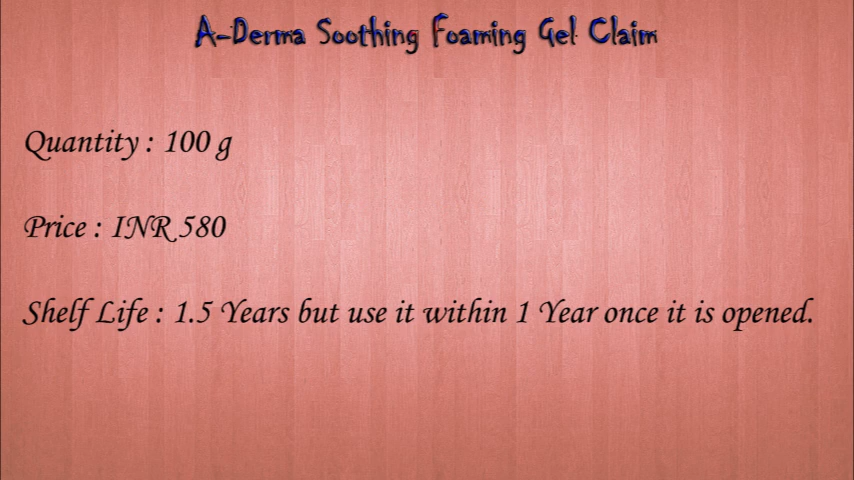 A-Derma Soothing Foaming Gel Claim
Quantity : 100 g
Price : INR 580
Shelf Life : 1.5 Years but use it within 1 Year once it is opened.